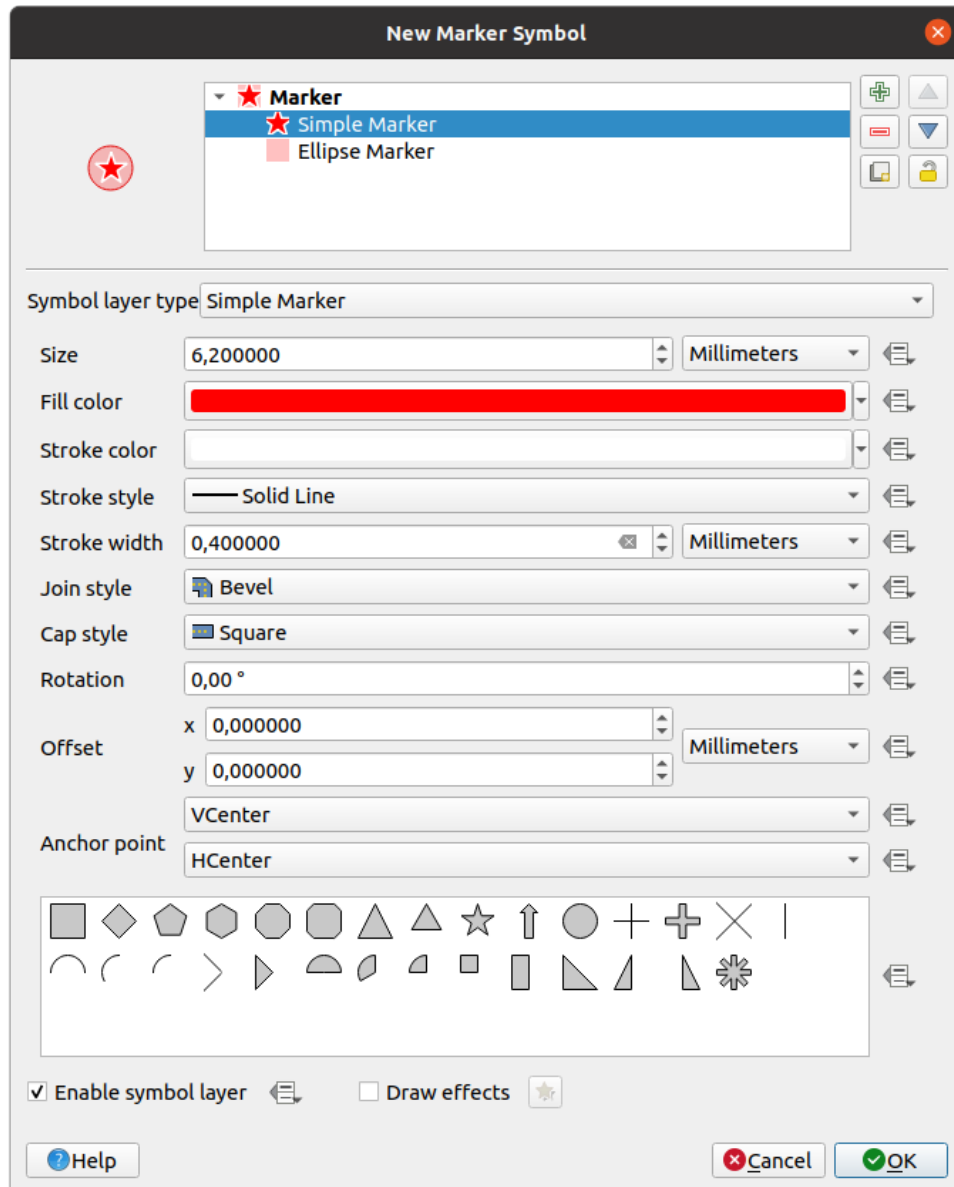 New Marker Symbol
Marker
Simple Marker
Ellipse Marker
Symbol layer type Simple Marker
Size 6,200000 Millimeters
Fill color
Stroke color
Stroke style Solid Line
Stroke width 0,400000 Millimeters
Join style Bevel
Cap style Square
Rotation 0,00 °
x 0,000000
Offset Millimeters
y 0,000000
VCenter
Anchor point
HCenter
Enable symbol layer Draw effects
Help Cancel OK